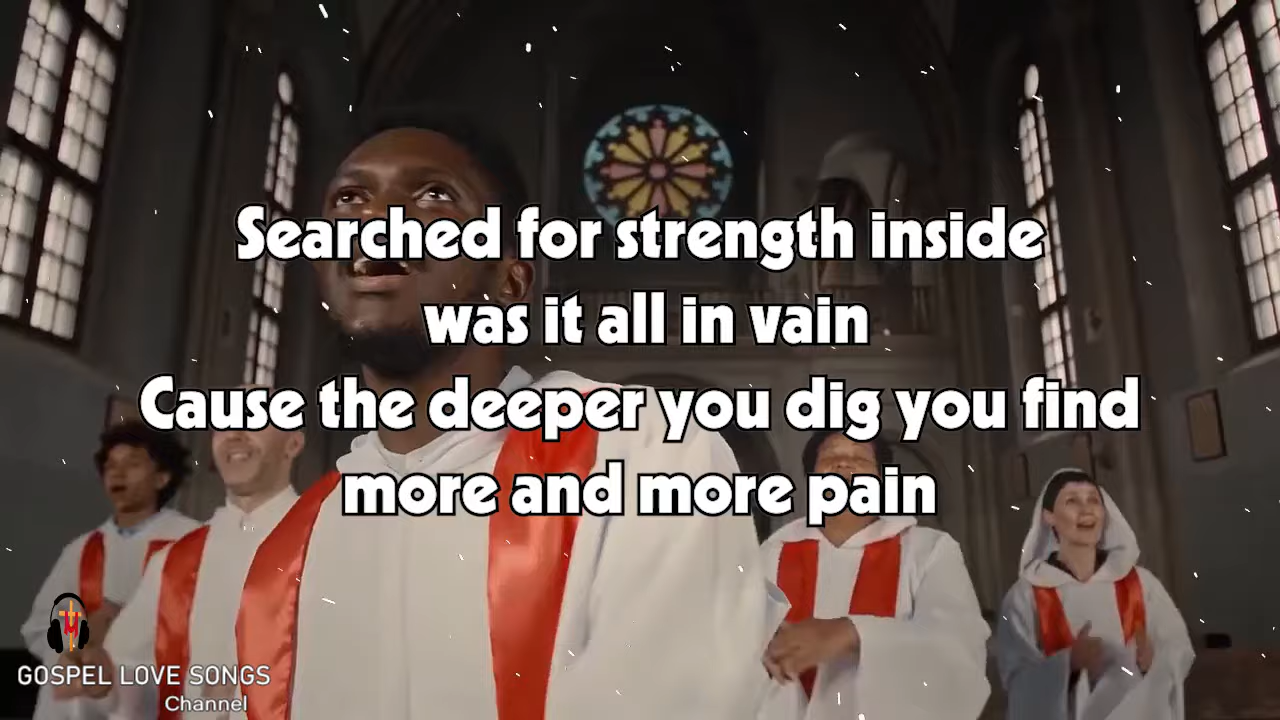 Searched for strength inside
was it all in vain
Cause the deeper you dig you find
more and more pain
GOSPEL LOVE SONGS
Channel